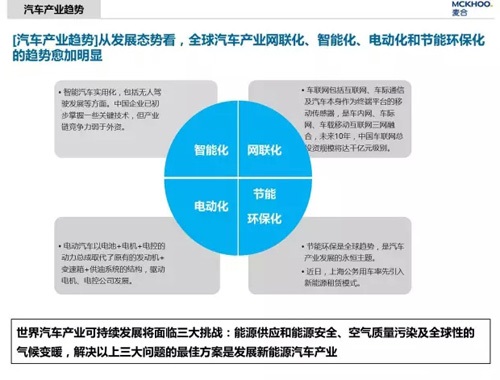 汽车产业趋势
MCKHOO.
麦合
[汽车产业趋势]从发展态势看，全球汽车产业网联化、智能化、电动化和节能环保化
的趋势愈加明显
• 智能汽车实用化，包括无人驾
驶发展等方面。中国企业已初
步掌握一些关键技术，但产业
链竞争力弱于外资。
• 车联网包括互联网、车际通信
及汽车本身作为终端平台的移
动传感器，是车内网、车际
网、车载移动互联网三网融
合，未来10年，中国车联网总
投资规模将达千亿元级别。
智能化
网联化
电动化
节能
环保化
• 电动汽车以电池+电机+电控的
动力总成取代了原有的发动机+
变速箱+供油系统的结构，驱动
电机、电控公司发展。
• 节能环保是全球趋势，是汽车
产业发展的永恒主题。
• 近日，上海公务用车率先引入
新能源租赁模式。
世界汽车产业可持续发展将面临三大挑战：能源供应和能源安全、空气质量污染及全球性的
气候变暖，解决以上三大问题的最佳方案是发展新能源汽车产业